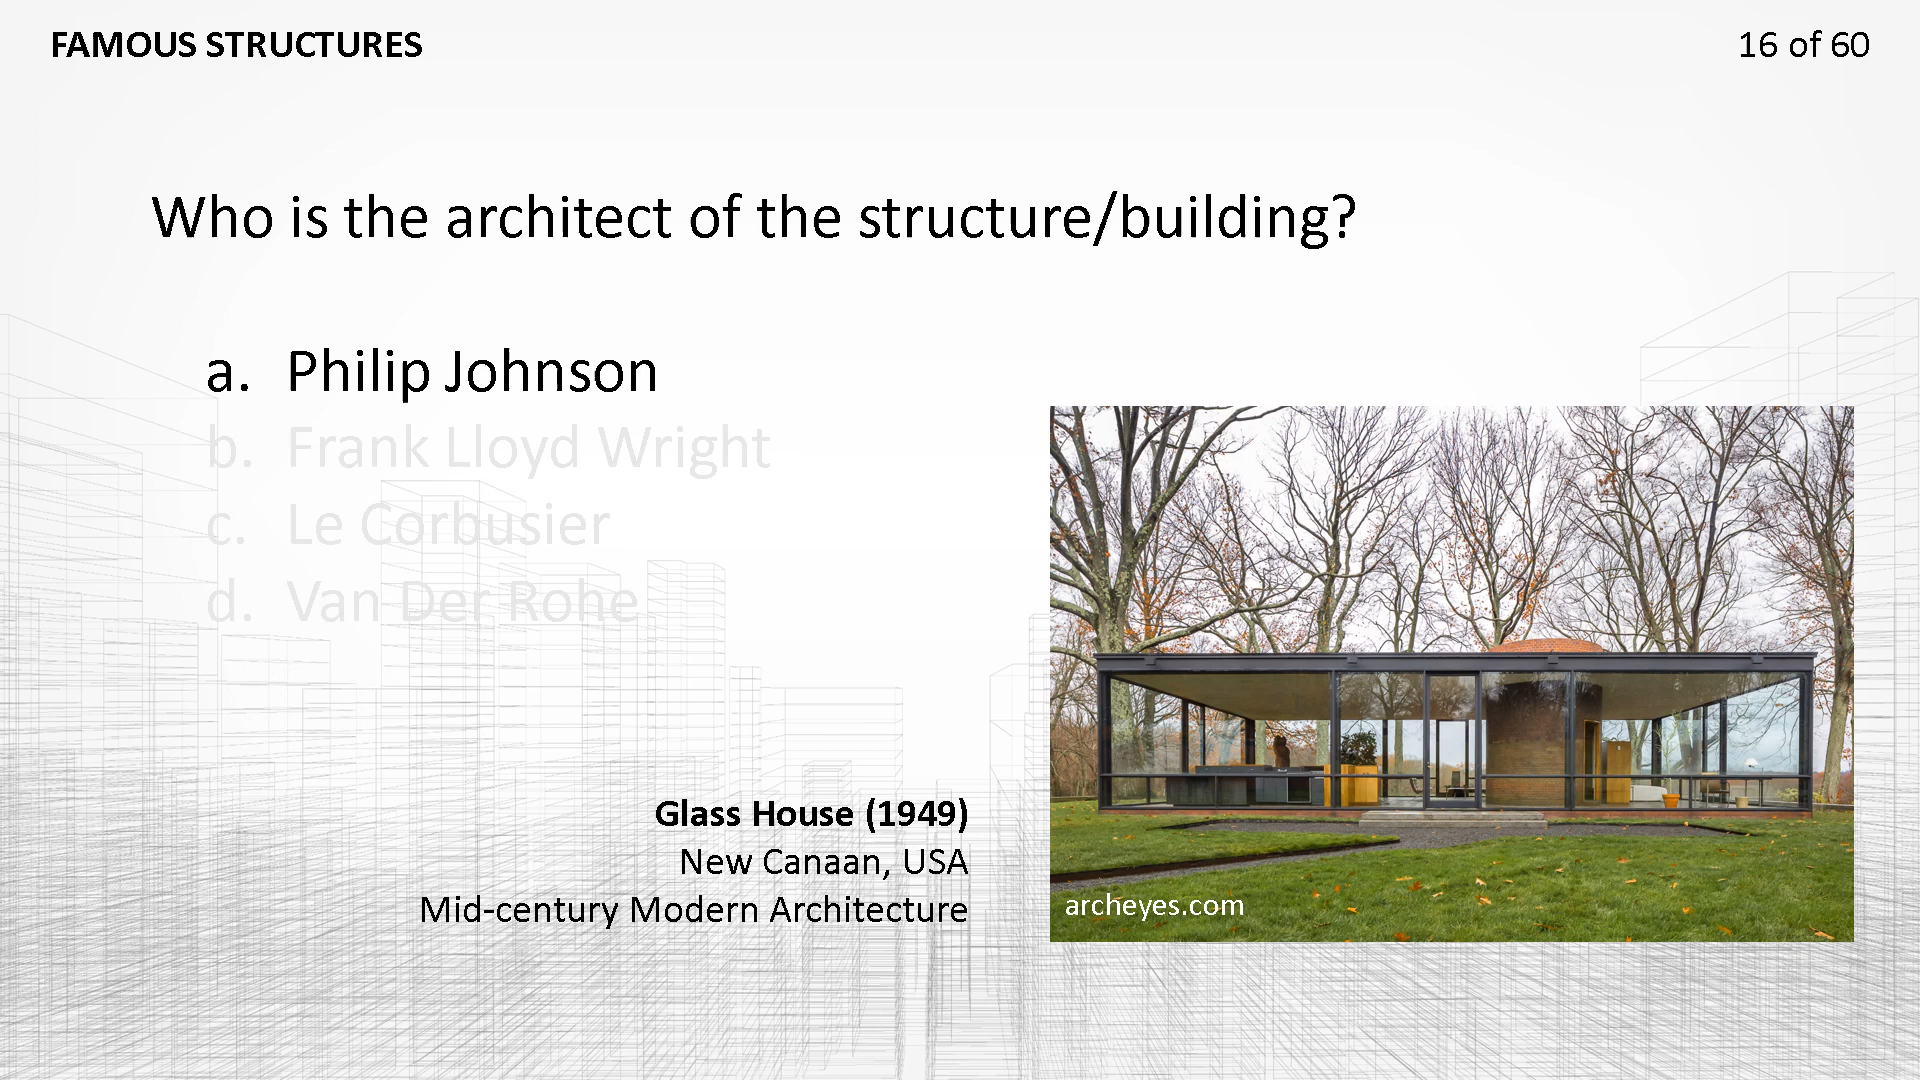 FAMOUS STRUCTURES
16 of 60
Who is the architect of the structure/building?
a. Philip Johnson
b. Frank Lloyd Wright
c. Le Corbusier
d. Van Der Rohe
Glass House (1949)
New Canaan, USA
Mid-century Modern Architecture
archeyes.com